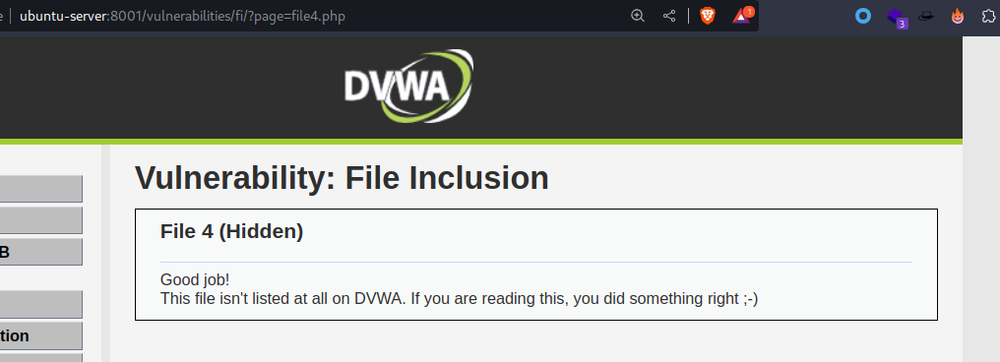 ubuntu-server:8001/vulnerabilities/fi/?page=file4.php
1
3
DVWA
Vulnerability: File Inclusion
File 4 (Hidden)
B
Good job!
This file isn't listed at all on DVWA. If you are reading this, you did something right ;-)
tion